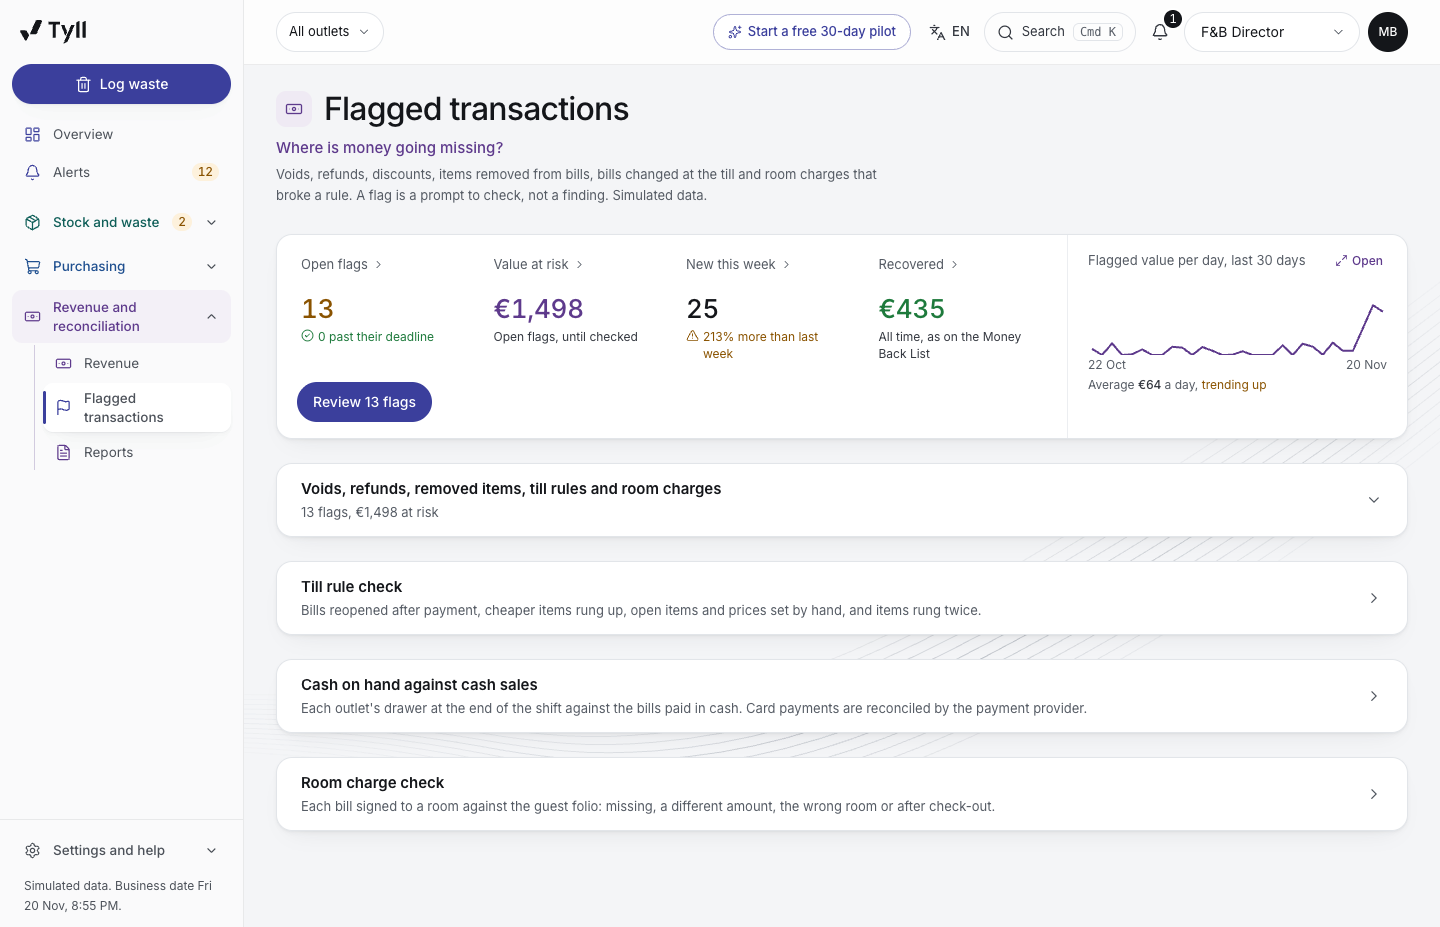 Tyll
Log waste
Overview
Alerts 12
Stock and waste 2
Purchasing
Revenue and
reconciliation
Revenue
Flagged
transactions
Reports
Settings and help
Simulated data. Business date Fri
20 Nov, 8:55 PM.
All outlets
Start a free 30-day pilot
EN
Search Cmd K
1
F&B Director
MB
Flagged transactions
Where is money going missing?
Voids, refunds, discounts, items removed from bills, bills changed at the till and room charges that
broke a rule. A flag is a prompt to check, not a finding. Simulated data.
Open flags
13
0 past their deadline
Value at risk
€1,498
Open flags, until checked
New this week
25
213% more than last
week
Recovered
€435
All time, as on the Money
Back List
Review 13 flags
Flagged value per day, last 30 days
Open
22 Oct
20 Nov
Average €64 a day, trending up
Voids, refunds, removed items, till rules and room charges
13 flags, €1,498 at risk
Till rule check
Bills reopened after payment, cheaper items rung up, open items and prices set by hand, and items rung twice.
Cash on hand against cash sales
Each outlet's drawer at the end of the shift against the bills paid in cash. Card payments are reconciled by the payment provider.
Room charge check
Each bill signed to a room against the guest folio: missing, a different amount, the wrong room or after check-out.